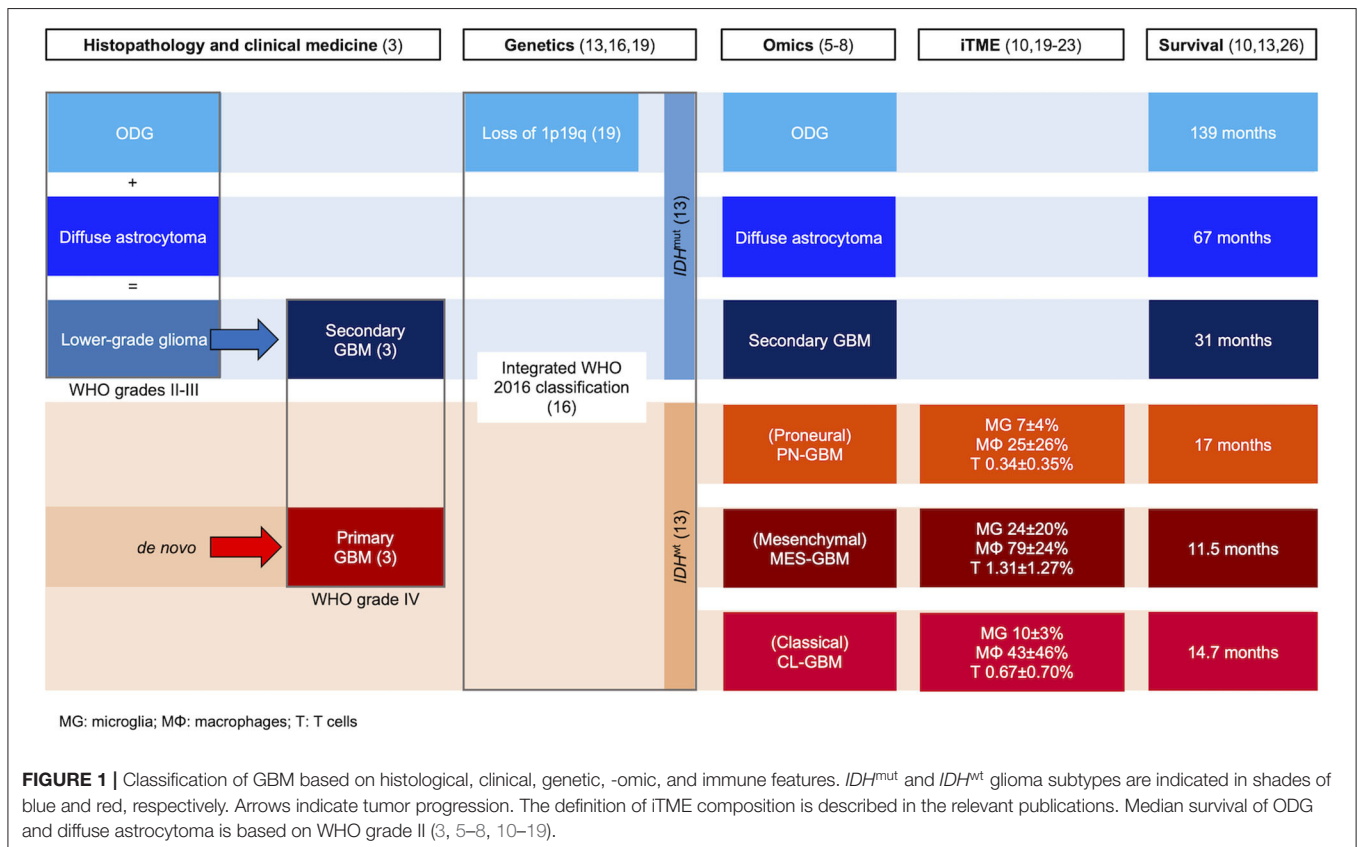 Histopathology and clinical medicine (3)
Genetics (13,16,19)
Omics (5-8)
iTME (10,19-23)
Survival (10,13,26)
ODG
Loss of 1p19q (19)
ODG
139 months
+
IDHmut (13)
Diffuse astrocytoma
Diffuse astrocytoma
67 months
=
Lower-grade glioma
Secondary
GBM (3)
Secondary GBM
31 months
WHO grades II-III
Integrated WHO
2016 classification
(16)
(Proneural)
PN-GBM
MG 7±4%
MΦ 25±26%
T 0.34±0.35%
17 months
IDHwt (13)
de novo
Primary
GBM (3)
(Mesenchymal)
MES-GBM
MG 24±20%
MΦ 79±24%
T 1.31±1.27%
11.5 months
WHO grade IV
(Classical)
CL-GBM
MG 10±3%
MΦ 43±46%
T 0.67±0.70%
14.7 months
MG: microglia; MΦ: macrophages; T: T cells
FIGURE 1 | Classification of GBM based on histological, clinical, genetic, -omic, and immune features. IDHmut and IDHwt glioma subtypes are indicated in shades of
blue and red, respectively. Arrows indicate tumor progression. The definition of iTME composition is described in the relevant publications. Median survival of ODG
and diffuse astrocytoma is based on WHO grade II (3, 5–8, 10–19).